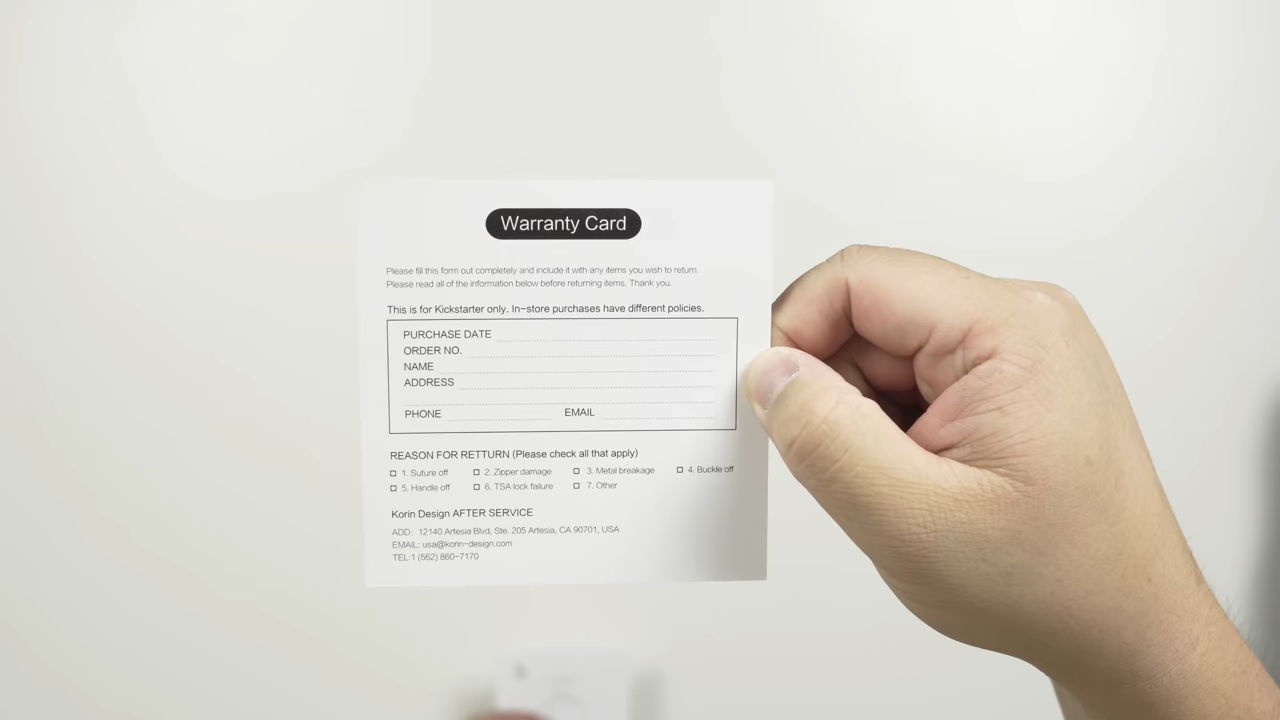 Warranty Card
Please fill this form out completely and include it with any items you wish to return.
Please read all of the information below before returning items. Thank you.
This is for Kickstarter only. In-store purchases have different policies.
PURCHASE DATE
ORDER NO.
NAME
ADDRESS
PHONE EMAIL
REASON FOR RETTURN (Please check all that apply)
1. Suture off 2. Zipper damage 3. Metal breakage 4. Buckle off
5. Handle off 6. TSA lock failure 7. Other
Korin Design AFTER SERVICE
ADD: 12140 Artesia Blvd, Ste. 205 Artesia, CA 90701, USA
EMAIL: usa@korin-design.com
TEL:1 (562) 860-7170